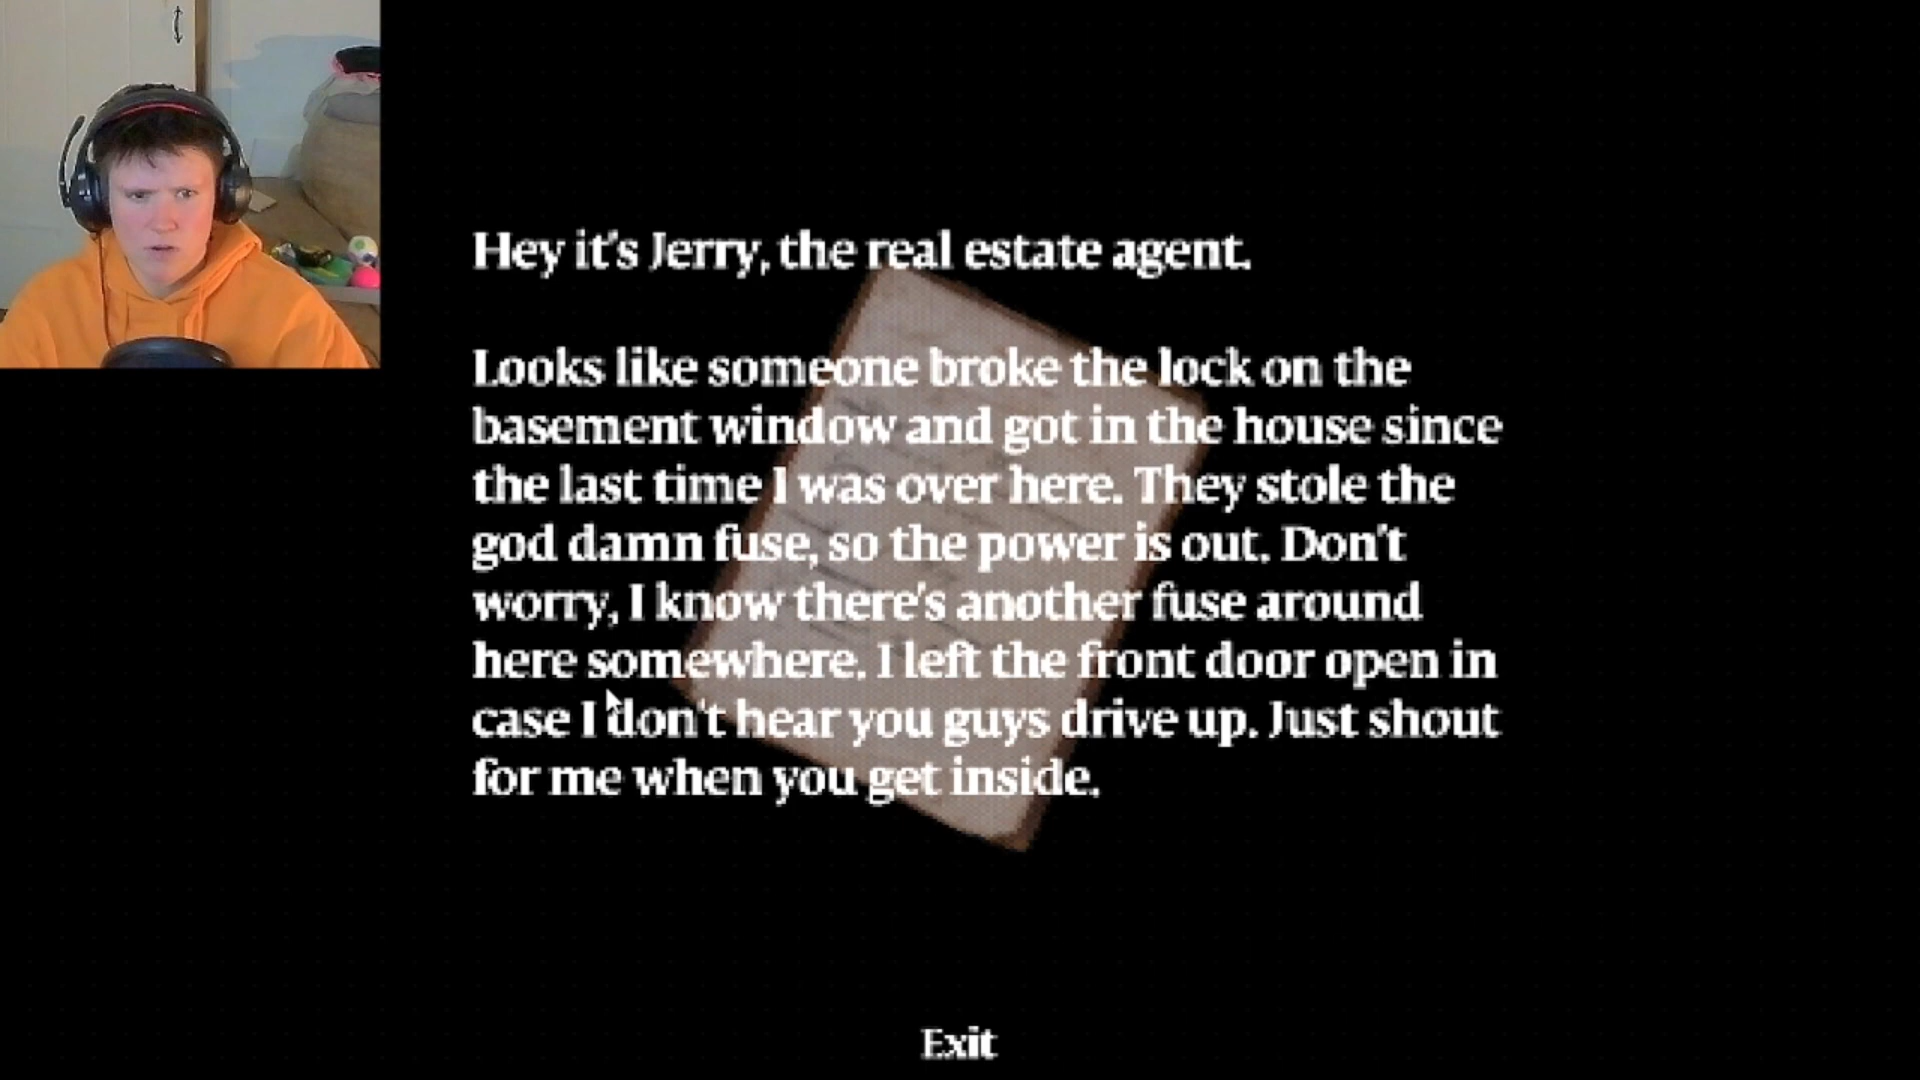 Hey it's Jerry, the real estate agent.
Looks like someone broke the lock on the
basement window and got in the house since
the last time I was over here. They stole the
god damn fuse, so the power is out. Don't
worry, I know there's another fuse around
here somewhere. I left the front door open in
case I don't hear you guys drive up. Just shout
for me when you get inside.
Exit